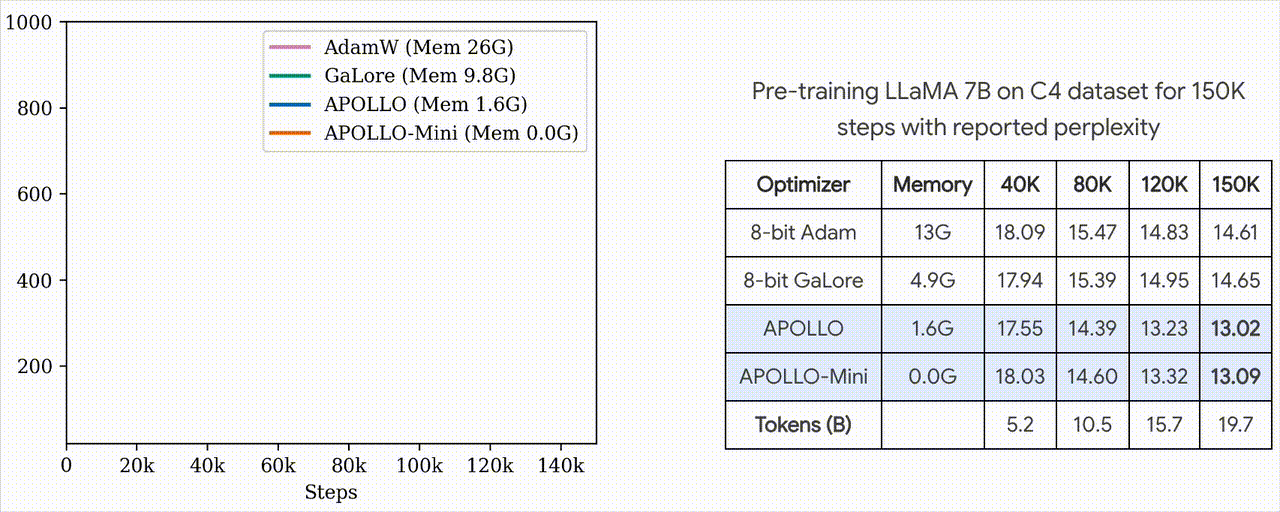 1000
800
600
400
200
0 20k 40k 60k 80k 100k 120k 140k
Steps
AdamW (Mem 26G)
GaLore (Mem 9.8G)
APOLLO (Mem 1.6G)
APOLLO-Mini (Mem 0.0G)
Pre-training LLaMA 7B on C4 dataset for 150K
steps with reported perplexity
Optimizer Memory 40K 80K 120K 150K
8-bit Adam 13G 18.09 15.47 14.83 14.61
8-bit GaLore 4.9G 17.94 15.39 14.95 14.65
APOLLO 1.6G 17.55 14.39 13.23 13.02
APOLLO-Mini 0.0G 18.03 14.60 13.32 13.09
Tokens (B) 5.2 10.5 15.7 19.7